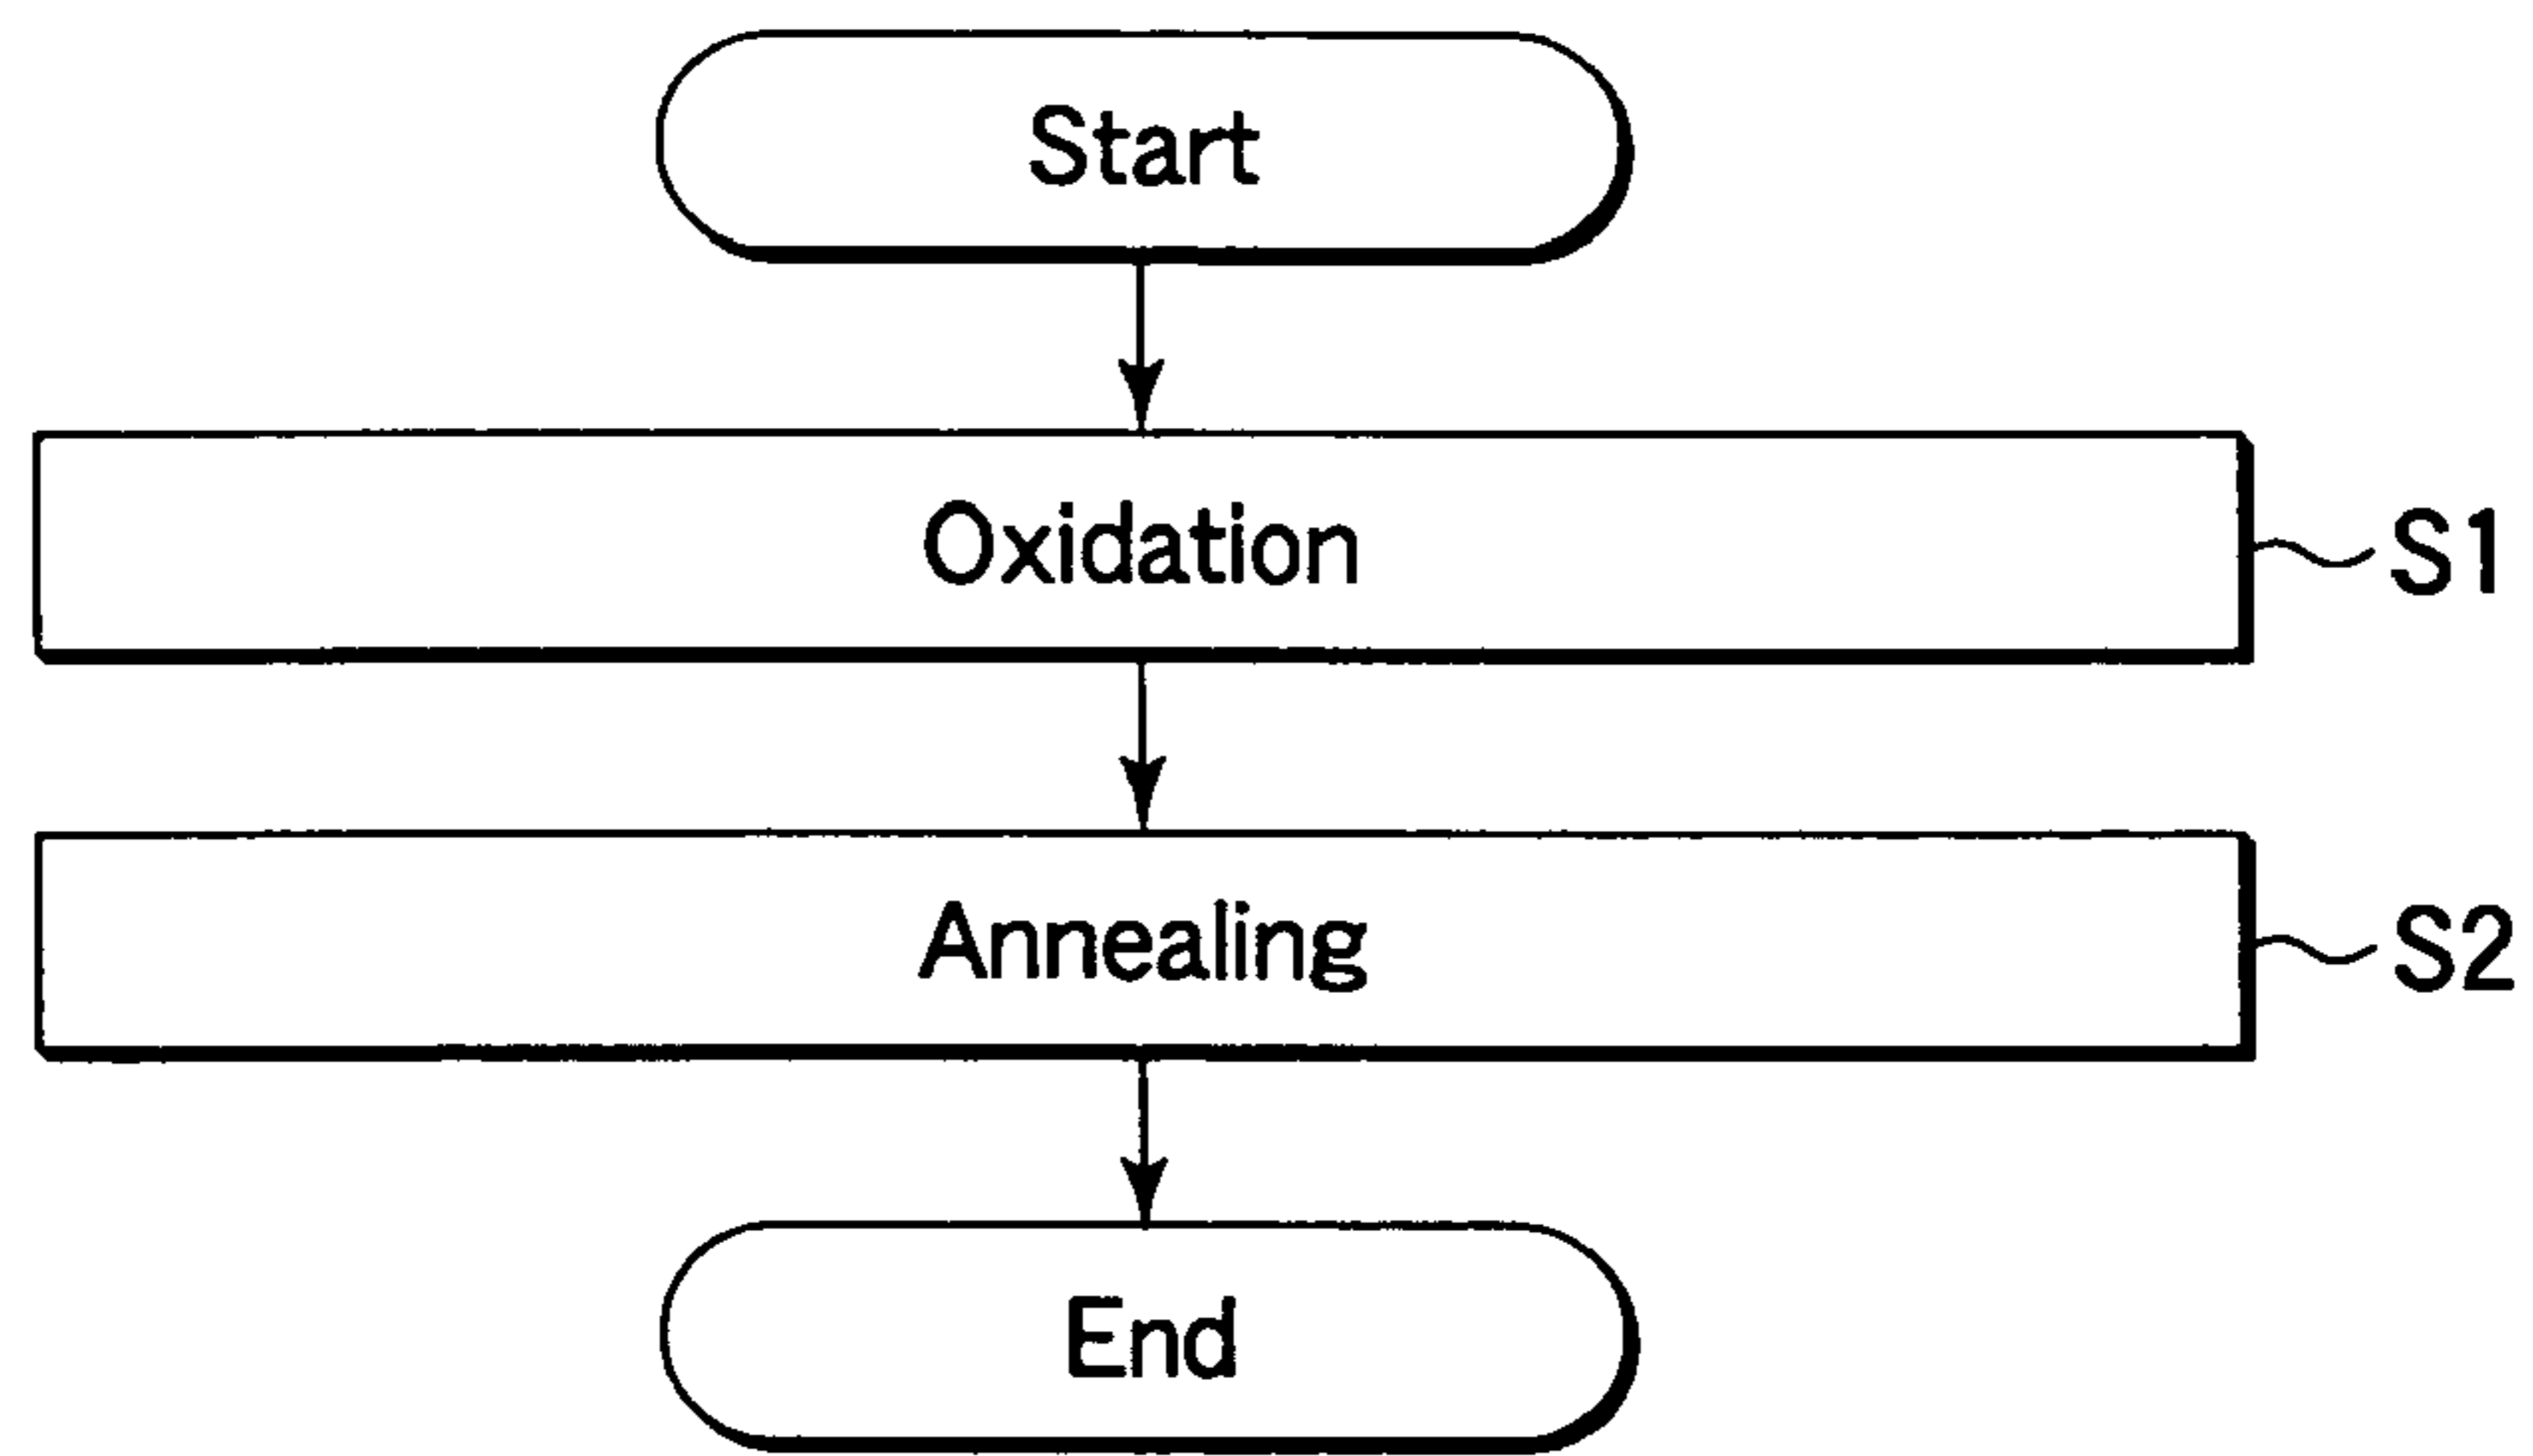 Start
Oxidation
S1
Annealing
S2
End